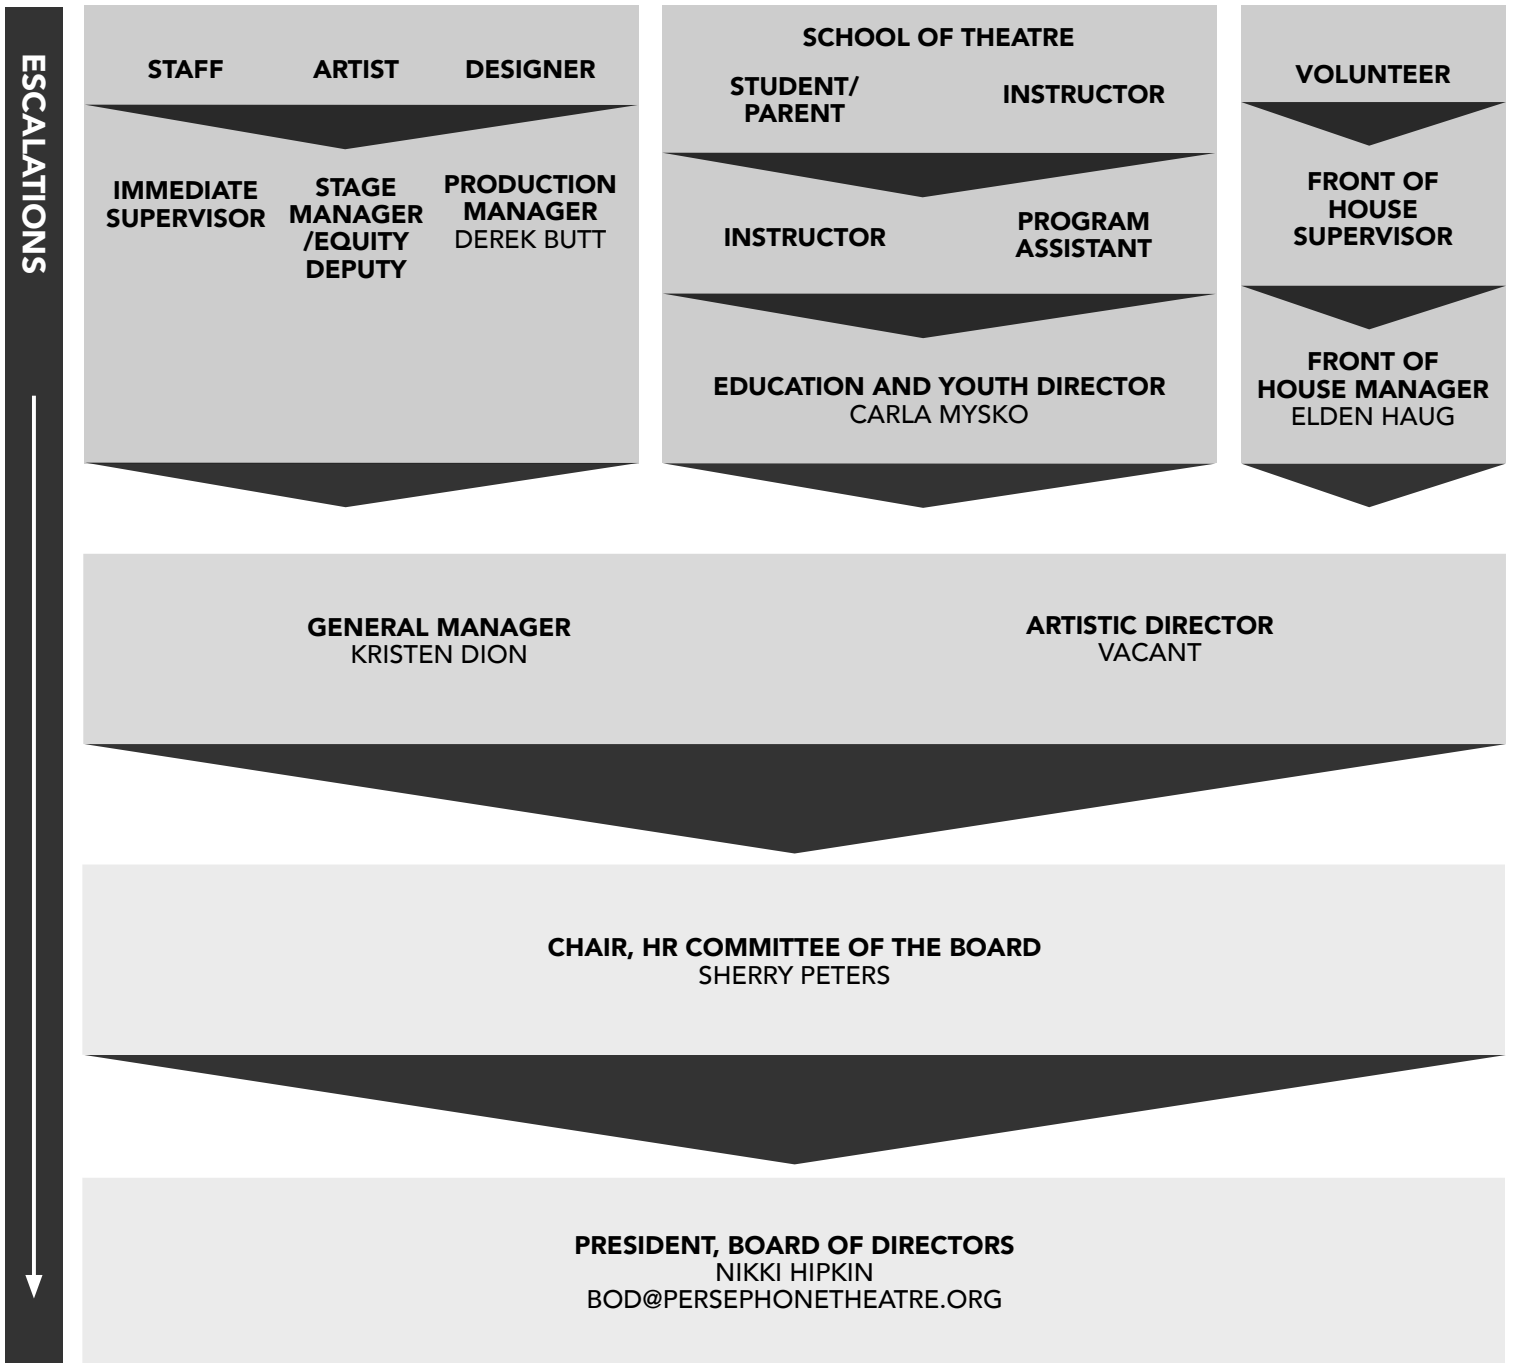 ESCALATIONS
STAFF
ARTIST
DESIGNER
IMMEDIATE
SUPERVISOR
STAGE
MANAGER
/EQUITY
DEPUTY
PRODUCTION
MANAGER
DEREK BUTT
SCHOOL OF THEATRE
STUDENT/
PARENT
INSTRUCTOR
INSTRUCTOR
PROGRAM
ASSISTANT
EDUCATION AND YOUTH DIRECTOR
CARLA MYSKO
VOLUNTEER
FRONT OF
HOUSE
SUPERVISOR
FRONT OF
HOUSE MANAGER
ELDEN HAUG
GENERAL MANAGER
KRISTEN DION
ARTISTIC DIRECTOR
VACANT
CHAIR, HR COMMITTEE OF THE BOARD
SHERRY PETERS
PRESIDENT, BOARD OF DIRECTORS
NIKKI HIPKIN
BOD@PERSEPHONETHEATRE.ORG